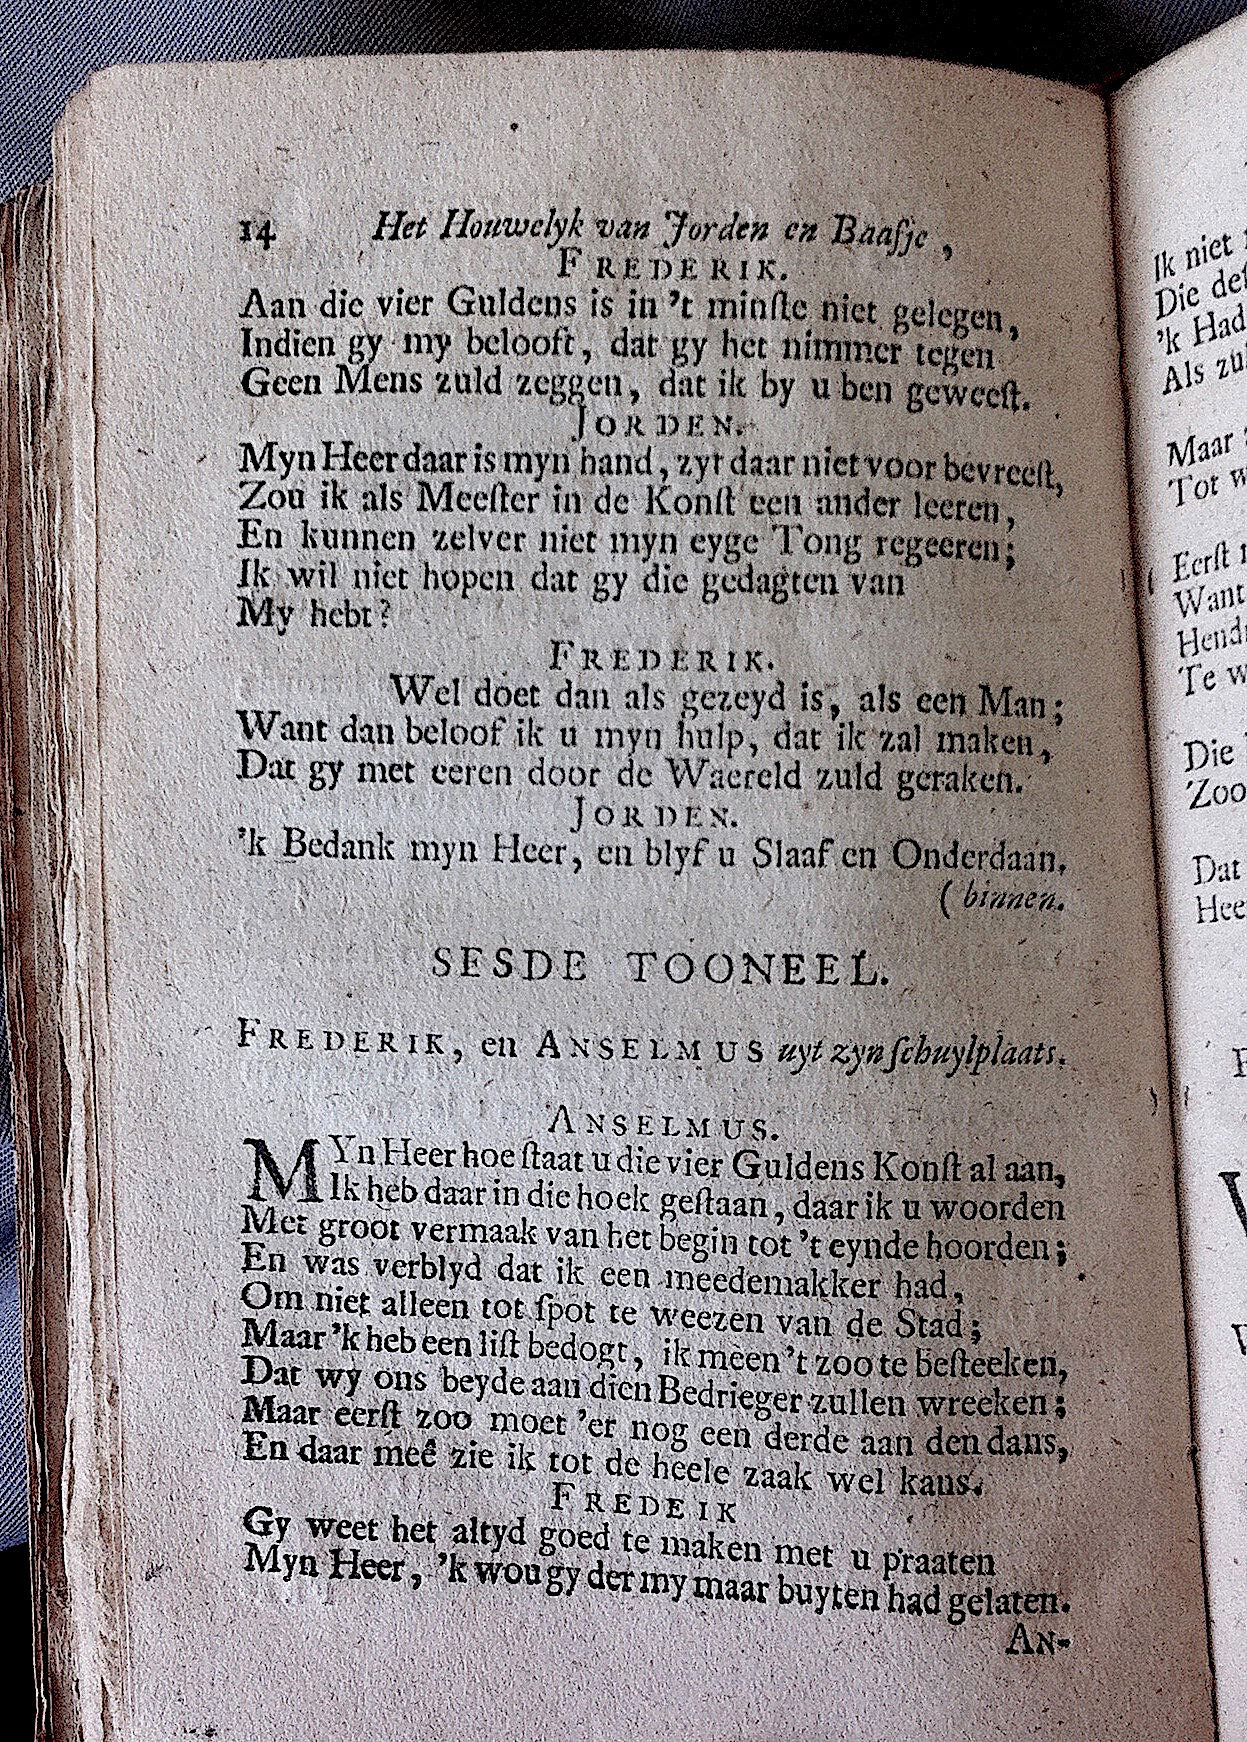 14 Het Houwelyk van Jorden en Baasje,
FREDERIK.
Aan die vier Guldens is in 't minste niet gelegen,
Indien gy my belooft, dat gy het nimmer tegen
Geen Mens zuld zeggen, dat ik by u ben geweest.
JORDEN.
Myn Heer daar is myn hand, zyt daar niet voor bevreest,
Zou ik als Meester in de Konst een ander leeren,
En kunnen zelver niet myn eyge Tong regeeren;
Ik wil niet hopen dat gy die gedagten van
My hebt?
FREDERIK.
Wel doet dan als gezeyd is, als een Man;
Want dan beloof ik u myn hulp, dat ik zal maken,
Dat gy met eeren door de Waereld zuld geraken.
JORDEN.
'k Bedank myn Heer, en blyf u Slaaf en Onderdaan.
(binnen.
SESDE TOONEEL.
FREDERIK, en ANSELMUS uyt zyn schuylplaats.
ANSELMUS.
MYn Heer hoe staat u die vier Guldens Konst al aan,
Ik heb daar in die hoek gestaan, daar ik u woorden
Met groot vermaak van het begin tot 't eynde hoorden;
En was verblyd dat ik een meedemakker had,
Om niet alleen tot spot te weezen van de Stad;
Maar 'k heb een list bedogt, ik meen 't zoo te besteeken,
Dat wy ons beyde aan dien Bedrieger zullen wreeken;
Maar eerst zoo moet 'er nog een derde aan den dans,
En daar meê zie ik tot de heele zaak wel kans.
FREDEIK
Gy weet het altyd goed te maken met u praaten
Myn Heer, 'k wou gy der my maar buyten had gelaten.
AN-
Ik niet
Die
'k Had
Als
Maar
Tot
Eerst
Want
Te
Die
Zoo
Dat